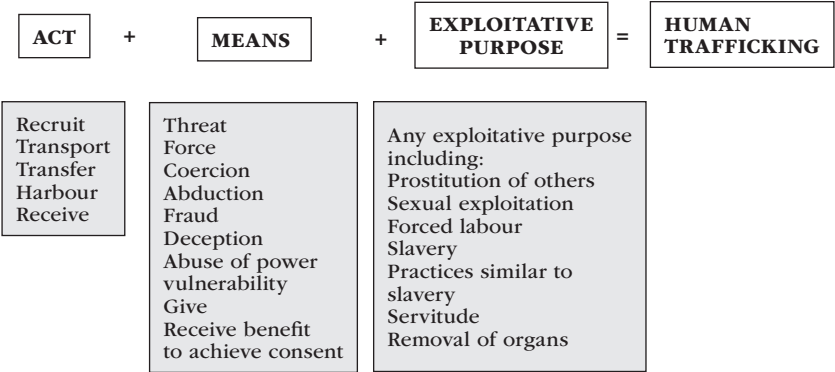 ACT + MEANS + EXPLOITATIVE PURPOSE = HUMAN TRAFFICKING
Recruit
Transport
Transfer
Harbour
Receive
Threat
Force
Coercion
Abduction
Fraud
Deception
Abuse of power
vulnerability
Give
Receive benefit
to achieve consent
Any exploitative purpose
including:
Prostitution of others
Sexual exploitation
Forced labour
Slavery
Practices similar to
slavery
Servitude
Removal of organs